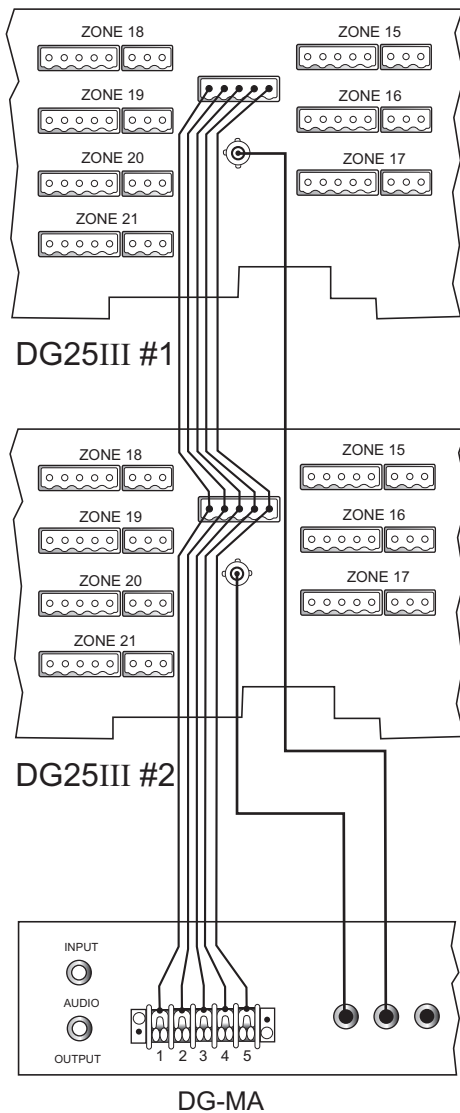 ZONE 18
ZONE 15
ZONE 19
ZONE 16
ZONE 20
ZONE 17
ZONE 21
DG25III #1
ZONE 18
ZONE 15
ZONE 19
ZONE 16
ZONE 20
ZONE 17
ZONE 21
DG25III #2
INPUT
AUDIO
OUTPUT
1 2 3 4 5
DG-MA